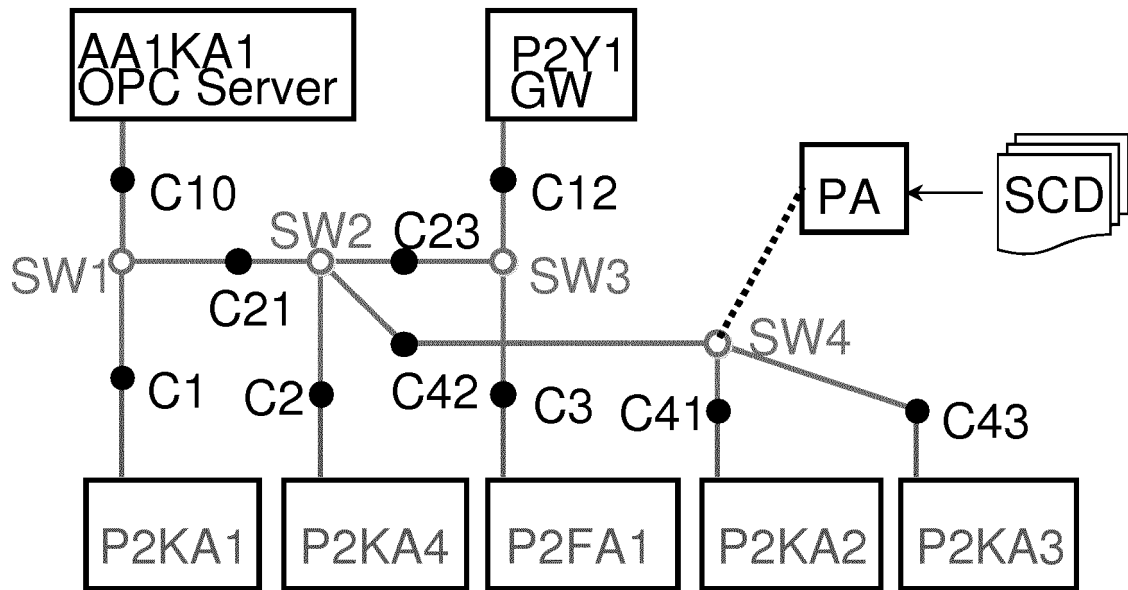 AA1KA1
OPC Server
P2Y1
GW
PA
SCD
C10
C12
SW2
C23
SW1
SW3
C21
SW4
C1
C2
C42
C3
C41
C43
P2KA1
P2KA4
P2FA1
P2KA2
P2KA3